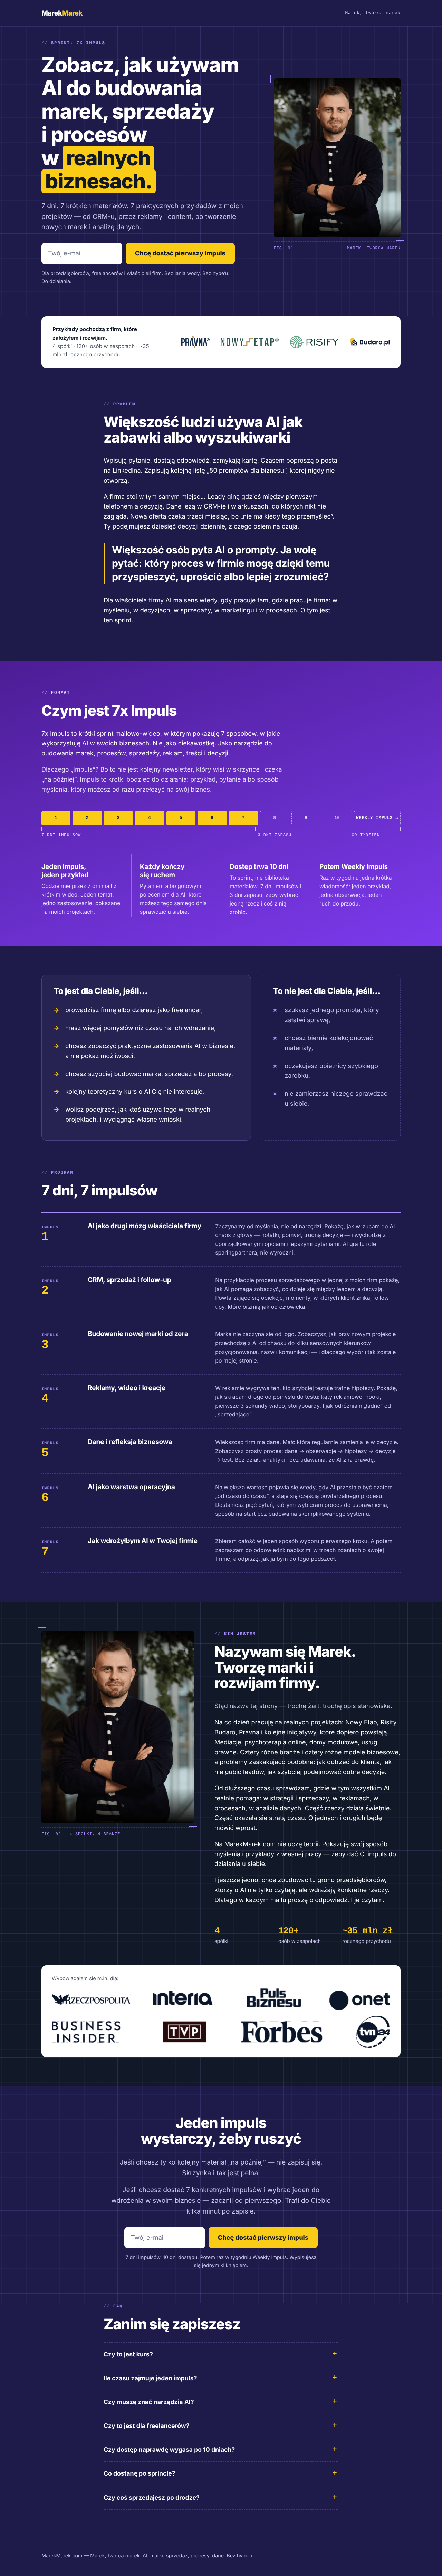 MarekMarek
Marek, twórca marek
// SPRINT: 7X IMPULS
Zobacz, jak używam
AI do budowania
marek, sprzedaży
i procesów
w realnych
biznesach.
7 dni. 7 krótkich materiałów. 7 praktycznych przykładów z moich
projektów — od CRM-u, przez reklamy i content, po tworzenie
nowych marek i analizę danych.
Twój e-mail
Chcę dostać pierwszy impuls
Dla przedsiębiorców, freelancerów i właścicieli firm. Bez lania wody. Bez hype'u.
Do działania.
FIG. 01
MAREK, TWÓRCA MAREK
Przykłady pochodzą z firm, które
założyłem i rozwijam.
4 spółki · 120+ osób w zespołach · ~35
mln zł rocznego przychodu
PRAVNA
NOWY ETAP
RISIFY
Budaro pl
// PROBLEM
Większość ludzi używa AI jak
zabawki albo wyszukiwarki
Wpisują pytanie, dostają odpowiedź, zamykają kartę. Czasem poproszą o posta
na LinkedIna. Zapisują kolejną listę „50 promptów dla biznesu”, której nigdy nie
otworzą.
A firma stoi w tym samym miejscu. Leady giną gdzieś między pierwszym
telefonem a decyzją. Dane leżą w CRM-ie i w arkuszach, do których nikt nie
zagląda. Nowa oferta czeka trzeci miesiąc, bo „nie ma kiedy tego przemyśleć”.
Ty podejmujesz dziesięć decyzji dziennie, z czego osiem na czuja.
Większość osób pyta AI o prompty. Ja wolę
pytać: który proces w firmie mogę dzięki temu
przyspieszyć, uprościć albo lepiej zrozumieć?
Dla właściciela firmy AI ma sens wtedy, gdy pracuje tam, gdzie pracuje firma: w
myśleniu, w decyzjach, w sprzedaży, w marketingu i w procesach. O tym jest
ten sprint.
// FORMAT
Czym jest 7x Impuls
7x Impuls to krótki sprint mailowo-wideo, w którym pokazuję 7 sposobów, w jakie
wykorzystuję AI w swoich biznesach. Nie jako ciekawostkę. Jako narzędzie do
budowania marek, procesów, sprzedaży, reklam, treści i decyzji.
Dlaczego „Impuls”? Bo to nie jest kolejny newsletter, który wisi w skrzynce i czeka
„na później”. Impuls to krótki bodziec do działania: przykład, pytanie albo sposób
myślenia, który możesz od razu przełożyć na swój biznes.
1 2 3 4 5 6 7 8 9 10 WEEKLY IMPULS →
7 DNI IMPULSÓW
3 DNI ZAPASU
CO TYDZIEŃ
Jeden impuls,
jeden przykład
Codziennie przez 7 dni mail z
krótkim wideo. Jeden temat,
jedno zastosowanie, pokazane
na moich projektach.
Każdy kończy
się ruchem
Pytaniem albo gotowym
poleceniem dla AI, które
możesz tego samego dnia
sprawdzić u siebie.
Dostęp trwa 10 dni
To sprint, nie biblioteka
materiałów. 7 dni impulsów i
3 dni zapasu, żeby wybrać
jedną rzecz i coś z nią
zrobić.
Potem Weekly Impuls
Raz w tygodniu jedna krótka
wiadomość: jeden przykład,
jedna obserwacja, jeden
ruch do przodu.
To jest dla Ciebie, jeśli...
→ prowadzisz firmę albo działasz jako freelancer,
→ masz więcej pomysłów niż czasu na ich wdrażanie,
→ chcesz zobaczyć praktyczne zastosowania AI w biznesie,
a nie pokaz możliwości,
→ chcesz szybciej budować markę, sprzedaż albo procesy,
→ kolejny teoretyczny kurs o AI Cię nie interesuje,
→ wolisz podejrzeć, jak ktoś używa tego w realnych
projektach, i wyciągnąć własne wnioski.
To nie jest dla Ciebie, jeśli...
× szukasz jednego prompta, który
załatwi sprawę,
× chcesz biernie kolekcjonować
materiały,
× oczekujesz obietnicy szybkiego
zarobku,
× nie zamierzasz niczego sprawdzać
u siebie.
// PROGRAM
7 dni, 7 impulsów
IMPULS
1
AI jako drugi mózg właściciela firmy
Zaczynamy od myślenia, nie od narzędzi. Pokażę, jak wrzucam do AI
chaos z głowy — notatki, pomysł, trudną decyzję — i wychodzę z
uporządkowanymi opcjami i lepszymi pytaniami. AI gra tu rolę
sparingpartnera, nie wyroczni.
IMPULS
2
CRM, sprzedaż i follow-up
Na przykładzie procesu sprzedażowego w jednej z moich firm pokażę,
jak AI pomaga zobaczyć, co dzieje się między leadem a decyzją.
Powtarzające się obiekcje, momenty, w których klienci znika, follow-
upy, które brzmią jak od człowieka.
IMPULS
3
Budowanie nowej marki od zera
Marka nie zaczyna się od logo. Zobaczysz, jak przy nowym projekcie
przechodzę z AI od chaosu do kilku sensownych kierunków
pozycjonowania, nazw i komunikacji — i dlaczego wybór i tak zostaje
po mojej stronie.
IMPULS
4
Reklamy, wideo i kreacje
W reklamie wygrywa ten, kto szybciej testuje trafne hipotezy. Pokażę,
jak skracam drogę od pomysłu do testu: kąty reklamowe, hooki,
pierwsze 3 sekundy wideo, storyboardy. I jak odróżniam „ładne” od
„sprzedające”.
IMPULS
5
Dane i refleksja biznesowa
Większość firm ma dane. Mało która regularnie zamienia je w decyzje.
Zobaczysz prosty proces: dane → obserwacje → hipotezy → decyzje
→ test. Bez działu analityki i bez udawania, że AI zna prawdę.
IMPULS
6
AI jako warstwa operacyjna
Największa wartość pojawia się wtedy, gdy AI przestaje być czatem
„od czasu do czasu”, a staje się częścią powtarzalnego procesu.
Dostaniesz pięć pytań, którymi wybieram proces do usprawnienia, i
sposób na start bez budowania skomplikowanego systemu.
IMPULS
7
Jak wdrożyłbym AI w Twojej firmie
Zbieram całość w jeden sposób wyboru pierwszego kroku. A potem
zapraszam do odpowiedzi: napisz mi w trzech zdaniach o swojej
firmie, a odpiszę, jak ja bym do tego podszedł.
FIG. 02 — 4 SPÓŁKI, 4 BRANŻE
// KIM JESTEM
Nazywam się Marek.
Tworzę marki i
rozwijam firmy.
Stąd nazwa tej strony — trochę żart, trochę opis stanowiska.
Na co dzień pracuję na realnych projektach: Nowy Etap, Risify,
Budaro, Pravna i kolejne inicjatywy, które dopiero powstają.
Mediacje, psychoterapia online, domy modułowe, usługi
prawne. Cztery różne branże i cztery różne modele biznesowe,
a problemy zaskakująco podobne: jak dotrzeć do klienta, jak
nie gubić leadów, jak szybciej podejmować dobre decyzje.
Od dłuższego czasu sprawdzam, gdzie w tym wszystkim AI
realnie pomaga: w strategii i sprzedaży, w reklamach, w
procesach, w analizie danych. Część rzeczy działa świetnie.
Część okazała się stratą czasu. O jednych i drugich będę
mówić wprost.
Na MarekMarek.com nie uczę teorii. Pokazuję swój sposób
myślenia i przykłady z własnej pracy — żeby dać Ci impuls do
działania u siebie.
I jeszcze jedno: chcę zbudować tu grono przedsiębiorców,
którzy o AI nie tylko czytają, ale wdrażają konkretne rzeczy.
Dlatego w każdym mailu proszę o odpowiedź. I je czytam.
4
spółki
120+
osób w zespołach
~35 mln zł
rocznego przychodu
Wypowiadałem się m.in. dla:
RZECZPOSPOLITA
interia
Puls
Biznesu
onet
BUSINESS
INSIDER
TVP
Forbes
tvn24
Jeden impuls
wystarczy, żeby ruszyć
Jeśli chcesz tylko kolejny materiał „na później” — nie zapisuj się.
Skrzynka i tak jest pełna.
Jeśli chcesz dostać 7 konkretnych impulsów i wybrać jeden do
wdrożenia w swoim biznesie — zacznij od pierwszego. Trafi do Ciebie
kilka minut po zapisie.
Twój e-mail
Chcę dostać pierwszy impuls
7 dni impulsów, 10 dni dostępu. Potem raz w tygodniu Weekly Impuls. Wypisujesz
się jednym kliknięciem.
// FAQ
Zanim się zapiszesz
Czy to jest kurs? +
Ile czasu zajmuje jeden impuls? +
Czy muszę znać narzędzia AI? +
Czy to jest dla freelancerów? +
Czy dostęp naprawdę wygasa po 10 dniach? +
Co dostanę po sprincie? +
Czy coś sprzedajesz po drodze? +
MarekMarek.com — Marek, twórca marek. AI, marki, sprzedaż, procesy, dane. Bez hype'u.